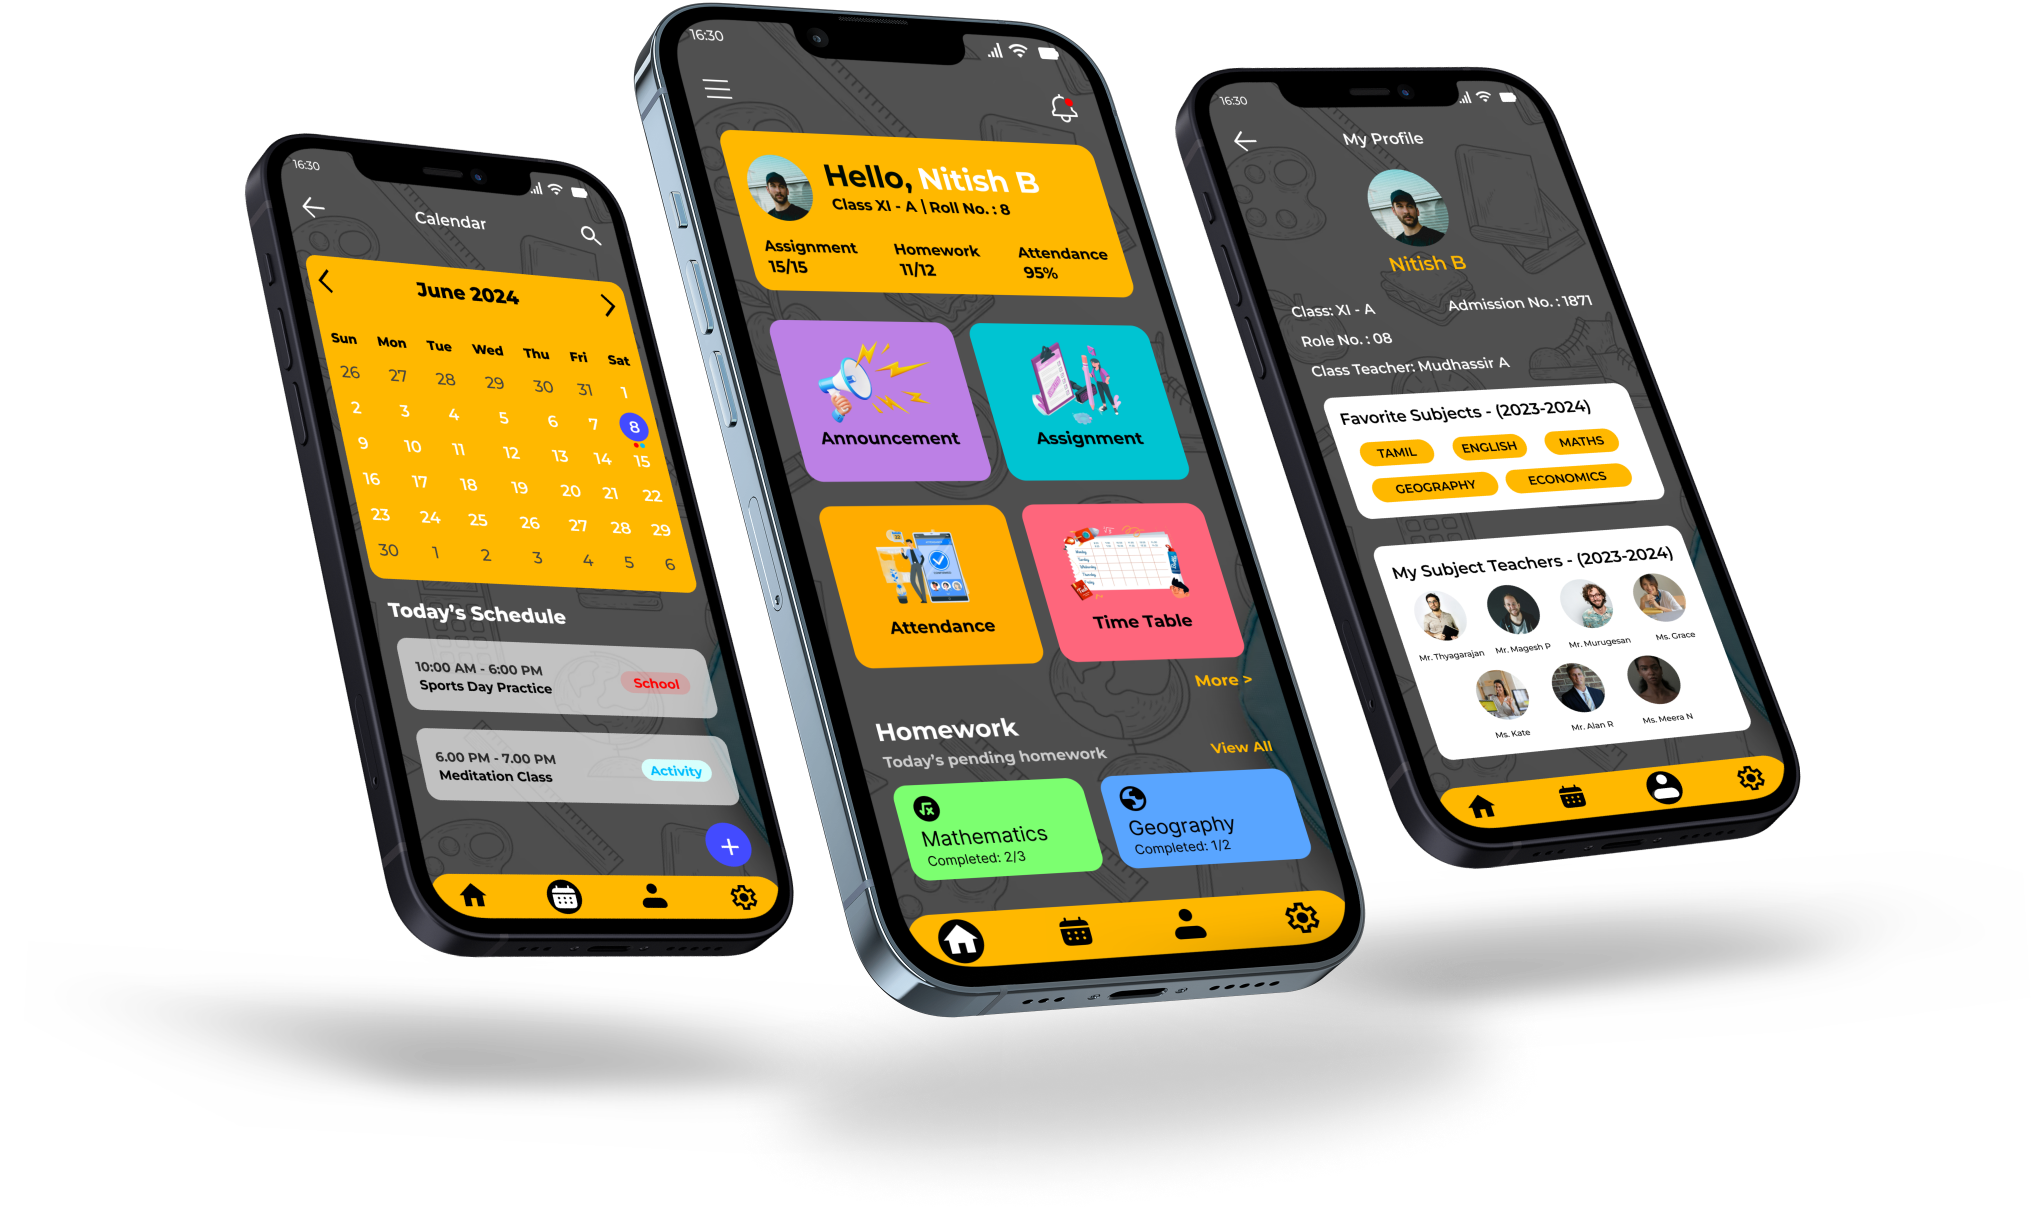 16:30
Calendar
June 2024
Sun Mon Tue Wed Thu Fri Sat
26 27 28 29 30 31 1
2 3 4 5 6 7 8
9 10 11 12 13 14 15
16 17 18 19 20 21 22
23 24 25 26 27 28 29
30 1 2 3 4 5 6
Today's Schedule
10:00 AM - 6:00 PM
Sports Day Practice
School
6.00 PM - 7.00 PM
Meditation Class
Activity
16:30
Hello, Nitish B
Class XI - A | Roll No. : 8
Assignment Homework Attendance
15/15 11/12 95%
Announcement
Assignment
Attendance
Time Table
More >
Homework
Today's pending homework
View All
Mathematics
Completed: 2/3
Geography
Completed: 1/2
16:30
My Profile
Nitish B
Class: XI - A Admission No. : 1871
Role No. : 08
Class Teacher: Mudhassir A
Favorite Subjects - (2023-2024)
TAMIL ENGLISH MATHS
GEOGRAPHY ECONOMICS
My Subject Teachers - (2023-2024)
Mr. Thyagarajan Mr. Magesh P Mr. Murugesan Ms. Grace
Ms. Kate Mr. Alan R Ms. Meera N